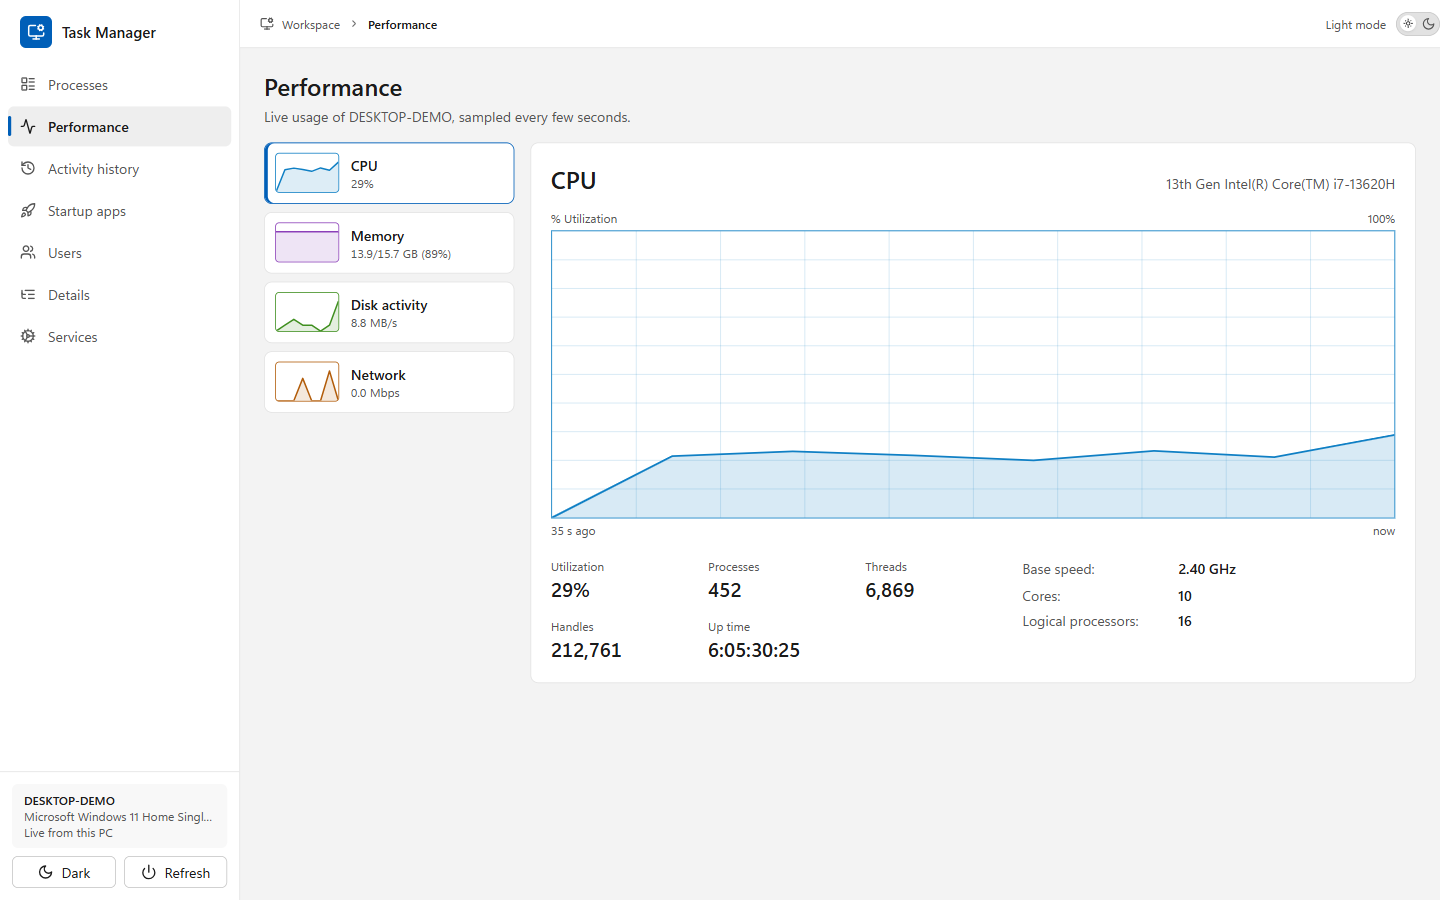 Task Manager
Processes
Performance
Activity history
Startup apps
Users
Details
Services
DESKTOP-DEMO
Microsoft Windows 11 Home Singl...
Live from this PC
Dark
Refresh
Workspace
Performance
Light mode
Performance
Live usage of DESKTOP-DEMO, sampled every few seconds.
CPU
29%
Memory
13.9/15.7 GB (89%)
Disk activity
8.8 MB/s
Network
0.0 Mbps
CPU
13th Gen Intel(R) Core(TM) i7-13620H
% Utilization
100%
35 s ago
now
Utilization
29%
Processes
452
Threads
6,869
Handles
212,761
Up time
6:05:30:25
Base speed:
2.40 GHz
Cores:
10
Logical processors:
16